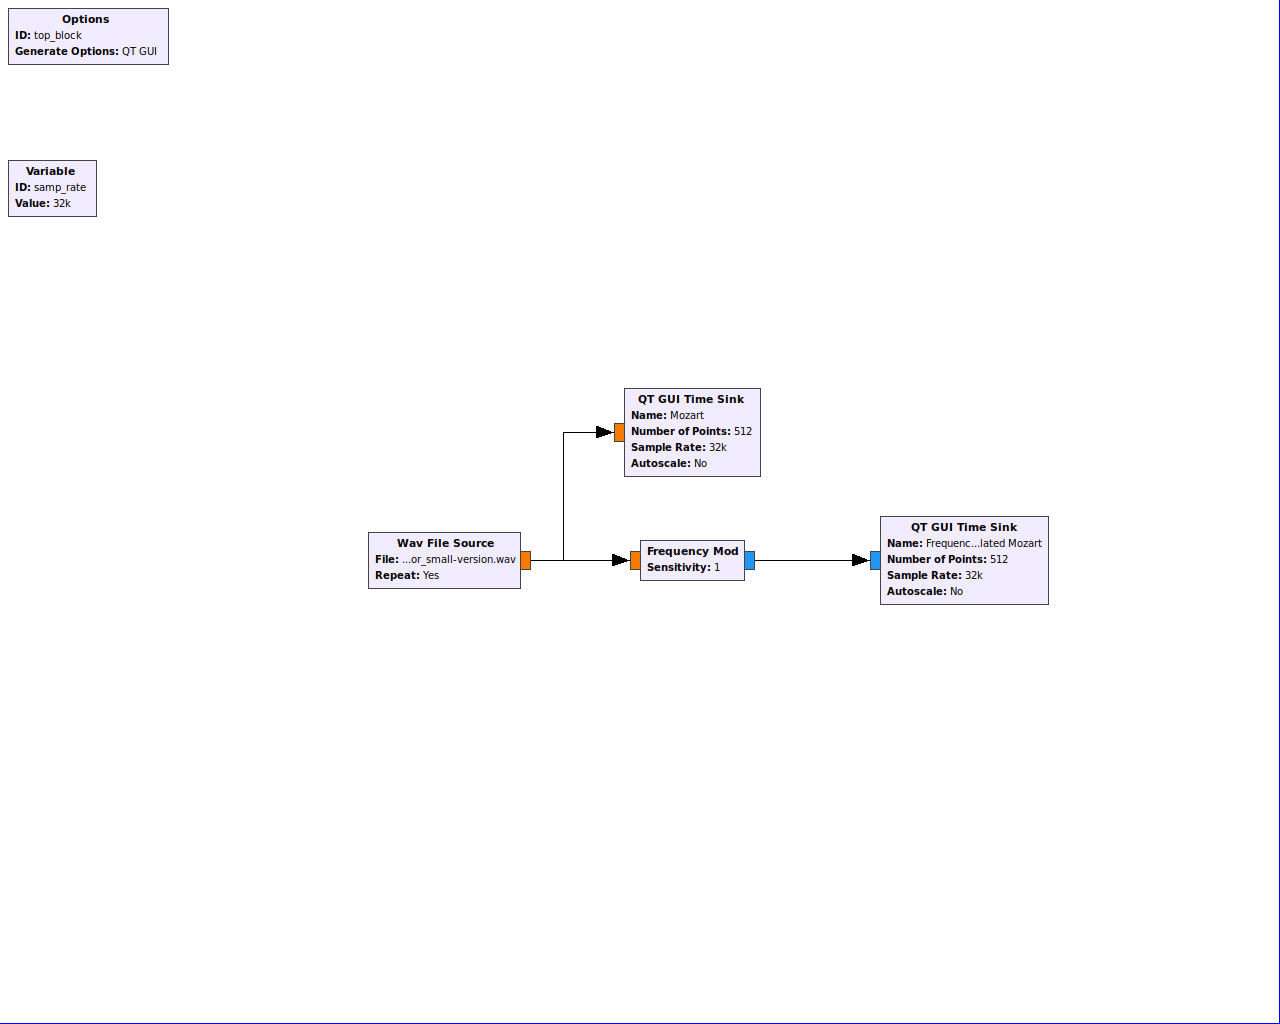 Options
ID: top_block
Generate Options: QT GUI
Variable
ID: samp_rate
Value: 32k
QT GUI Time Sink
Name: Mozart
Number of Points: 512
Sample Rate: 32k
Autoscale: No
Wav File Source
File: ...or_small-version.wav
Repeat: Yes
Frequency Mod
Sensitivity: 1
QT GUI Time Sink
Name: Frequenc...lated Mozart
Number of Points: 512
Sample Rate: 32k
Autoscale: No